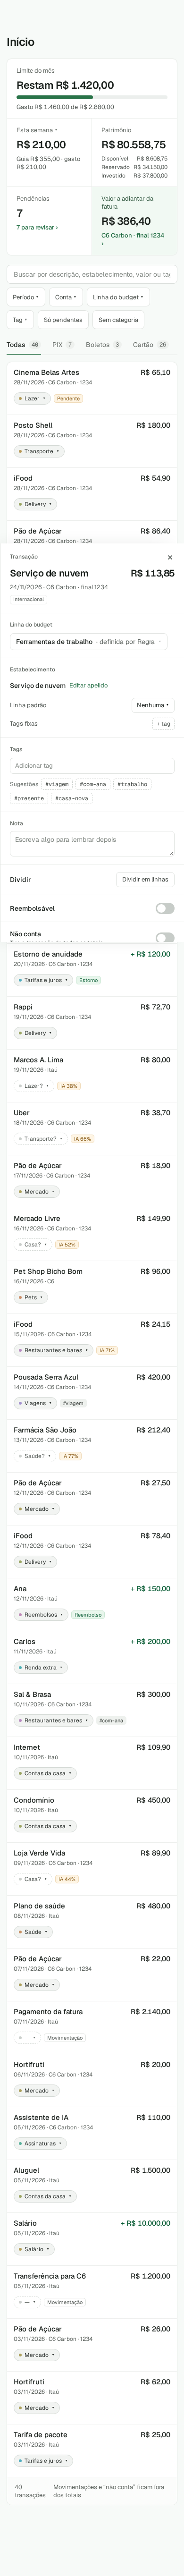 Início
Limite do mês
Restam R$ 1.420,00
Gasto R$ 1.460,00 de R$ 2.880,00
Esta semana
R$ 210,00
Guia R$ 355,00 · gasto
R$ 210,00
Patrimônio
R$ 80.558,75
Disponível R$ 8.608,75
Reservado R$ 34.150,00
Investido R$ 37.800,00
Pendências
7
7 para revisar ›
Valor a adiantar da
fatura
R$ 386,40
C6 Carbon · final 1234
›
Buscar por descrição, estabelecimento, valor ou tag
Período
Conta
Linha do budget
Tag
Só pendentes
Sem categoria
Todas 40
PIX 7
Boletos 3
Cartão 26
Cinema Belas Artes R$ 65,10
28/11/2026 · C6 Carbon · 1234
Lazer Pendente
Posto Shell R$ 180,00
28/11/2026 · C6 Carbon · 1234
Transporte
iFood R$ 54,90
28/11/2026 · C6 Carbon · 1234
Delivery
Pão de Açúcar R$ 86,40
28/11/2026 · C6 Carbon · 1234
Transação ×
Serviço de nuvem R$ 113,85
24/11/2026 · C6 Carbon · final 1234
Internacional
Linha do budget
Ferramentas de trabalho · definida por Regra
Estabelecimento
Serviço de nuvem Editar apelido
Linha padrão Nenhuma
Tags fixas + tag
Tags
Adicionar tag
Sugestões #viagem #com-ana #trabalho
#presente #casa-nova
Nota
Escreva algo para lembrar depois
Dividir Dividir em linhas
Reembolsável
Não conta
Estorno de anuidade + R$ 120,00
20/11/2026 · C6 Carbon · 1234
Tarifas e juros Estorno
Rappi R$ 72,70
19/11/2026 · C6 Carbon · 1234
Delivery
Marcos A. Lima R$ 80,00
19/11/2026 · Itaú
Lazer? IA 38%
Uber R$ 38,70
18/11/2026 · C6 Carbon · 1234
Transporte? IA 66%
Pão de Açúcar R$ 18,90
17/11/2026 · C6 Carbon · 1234
Mercado
Mercado Livre R$ 149,90
16/11/2026 · C6 Carbon · 1234
Casa? IA 52%
Pet Shop Bicho Bom R$ 96,00
16/11/2026 · C6
Pets
iFood R$ 24,15
15/11/2026 · C6 Carbon · 1234
Restaurantes e bares IA 71%
Pousada Serra Azul R$ 420,00
14/11/2026 · C6 Carbon · 1234
Viagens #viagem
Farmácia São João R$ 212,40
13/11/2026 · C6 Carbon · 1234
Saúde? IA 77%
Pão de Açúcar R$ 27,50
12/11/2026 · C6 Carbon · 1234
Mercado
iFood R$ 78,40
12/11/2026 · C6 Carbon · 1234
Delivery
Ana + R$ 150,00
12/11/2026 · Itaú
Reembolsos Reembolso
Carlos + R$ 200,00
11/11/2026 · Itaú
Renda extra
Sal & Brasa R$ 300,00
10/11/2026 · C6 Carbon · 1234
Restaurantes e bares #com-ana
Internet R$ 109,90
10/11/2026 · Itaú
Contas da casa
Condomínio R$ 450,00
10/11/2026 · Itaú
Contas da casa
Loja Verde Vida R$ 89,90
09/11/2026 · C6 Carbon · 1234
Casa? IA 44%
Plano de saúde R$ 480,00
08/11/2026 · Itaú
Saúde
Pão de Açúcar R$ 22,00
07/11/2026 · C6 Carbon · 1234
Mercado
Pagamento da fatura R$ 2.140,00
07/11/2026 · Itaú
— Movimentação
Hortifruti R$ 20,00
06/11/2026 · C6 Carbon · 1234
Mercado
Assistente de IA R$ 110,00
05/11/2026 · C6 Carbon · 1234
Assinaturas
Aluguel R$ 1.500,00
05/11/2026 · Itaú
Contas da casa
Salário + R$ 10.000,00
05/11/2026 · Itaú
Salário
Transferência para C6 R$ 1.200,00
05/11/2026 · Itaú
— Movimentação
Pão de Açúcar R$ 26,00
03/11/2026 · C6 Carbon · 1234
Mercado
Hortifruti R$ 62,00
03/11/2026 · C6 Carbon · 1234
Mercado
Tarifa de pacote R$ 25,00
03/11/2026 · Itaú
Tarifas e juros
40
transações
Movimentações e “não conta” ficam fora
dos totais